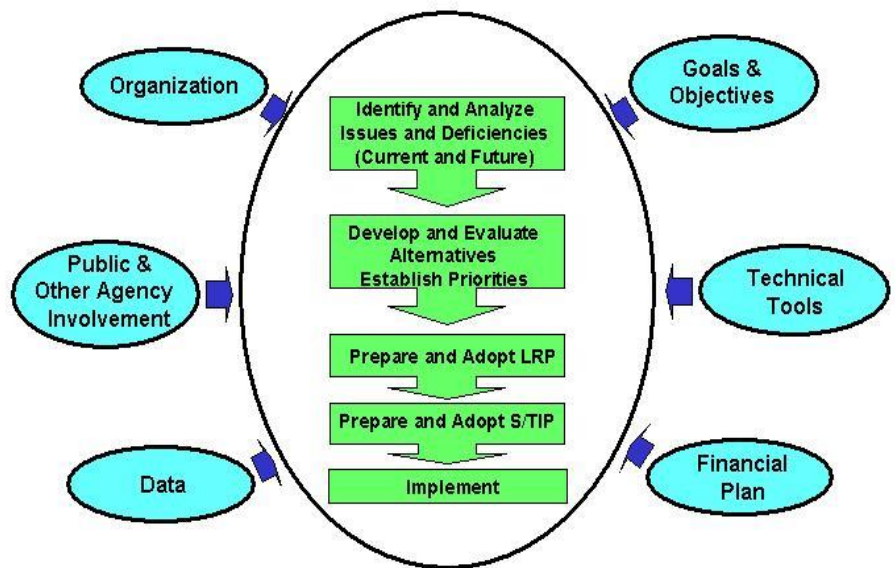 Organization
Goals &
Objectives
Identify and Analyze
Issues and Deficiencies
(Current and Future)
Develop and Evaluate
Alternatives
Establish Priorities
Public &
Other Agency
Involvement
Technical
Tools
Prepare and Adopt LRP
Prepare and Adopt S/TIP
Implement
Data
Financial
Plan